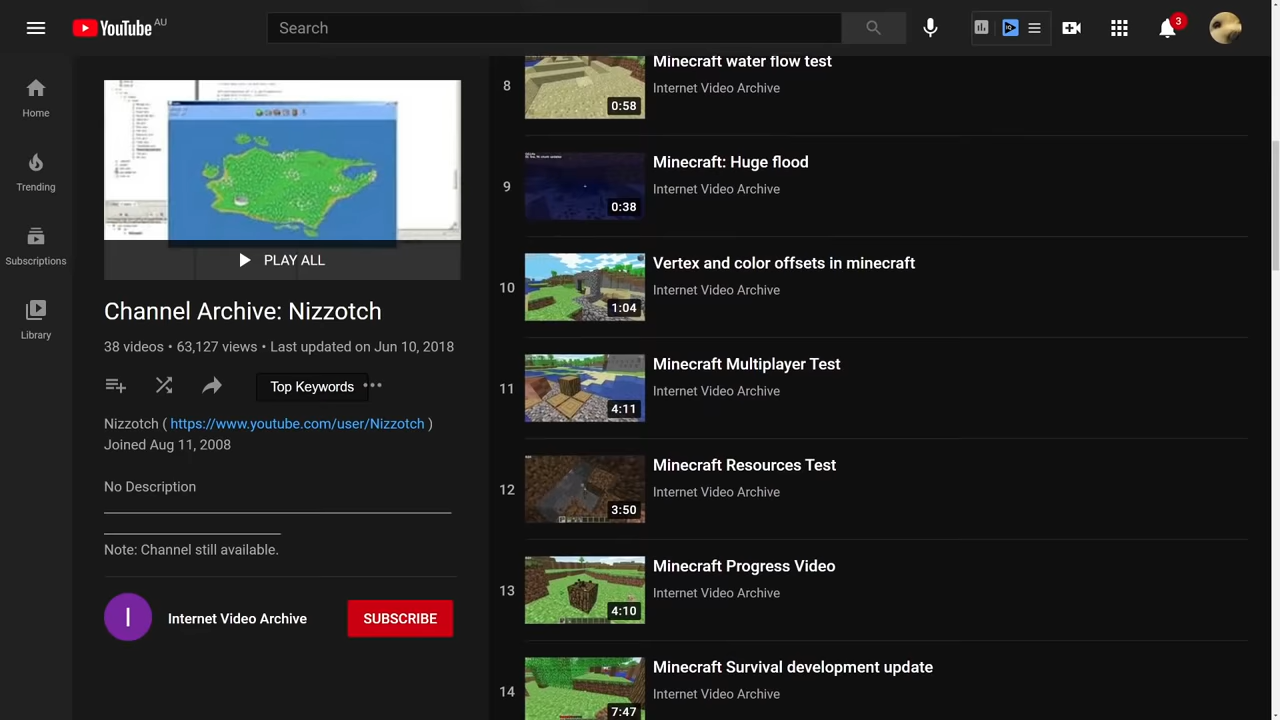 YouTube AU
Search
3
Home
Trending
Subscriptions
Library
PLAY ALL
Channel Archive: Nizzotch
38 videos • 63,127 views • Last updated on Jun 10, 2018
Top Keywords
Nizzotch ( https://www.youtube.com/user/Nizzotch )
Joined Aug 11, 2008
No Description
Note: Channel still available.
I
Internet Video Archive
SUBSCRIBE
8
0:58
Minecraft water flow test
Internet Video Archive
9
0:38
Minecraft: Huge flood
Internet Video Archive
10
1:04
Vertex and color offsets in minecraft
Internet Video Archive
11
4:11
Minecraft Multiplayer Test
Internet Video Archive
12
3:50
Minecraft Resources Test
Internet Video Archive
13
4:10
Minecraft Progress Video
Internet Video Archive
14
7:47
Minecraft Survival development update
Internet Video Archive